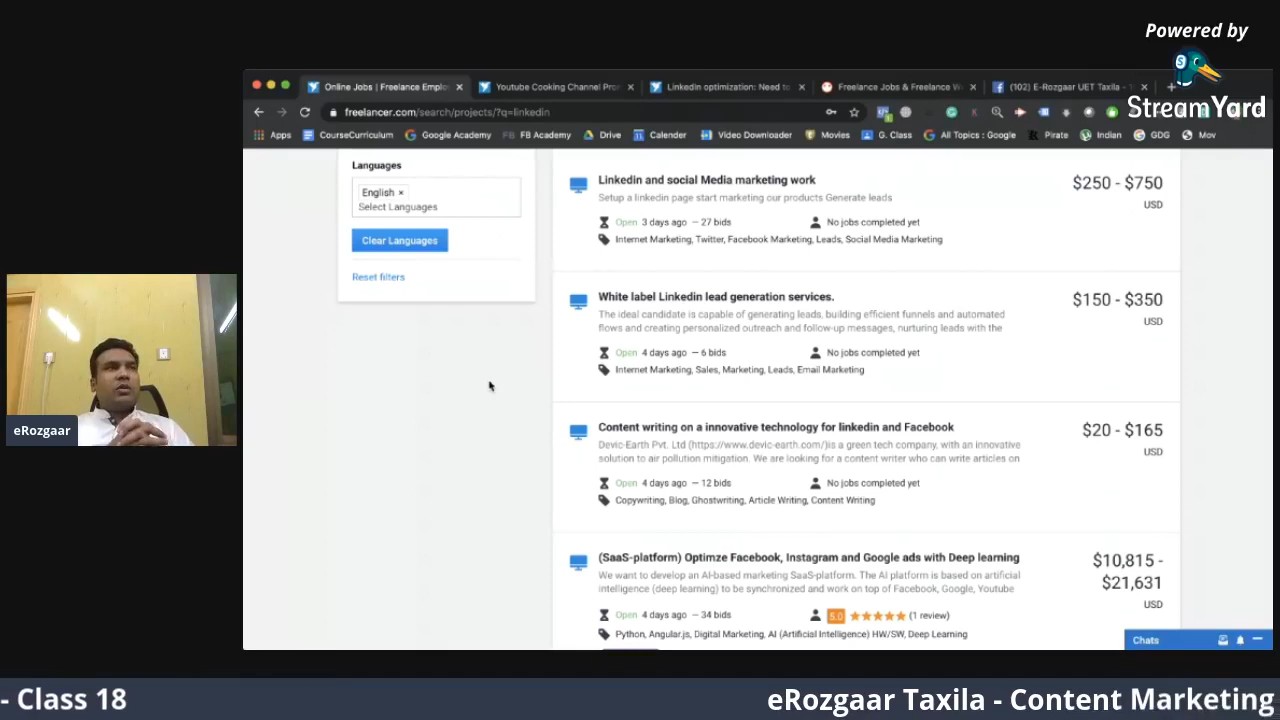 Powered by
StreamYard
Online Jobs | Freelance Emplo
Youtube Cooking Channel Pro
Linkedin optimization: Need to
Freelance Jobs & Freelance W
(102) E-Rozgaar UET Taxila -
freelancer.com/search/projects/?q=linkedin
Apps
CourseCurriculum
Google Academy
FB FB Academy
Drive
Calender
Video Downloader
Movies
G. Class
All Topics : Google
Pirate
Indian
GDG
Mov
Languages
English ×
Select Languages
Clear Languages
Reset filters
Linkedin and social Media marketing work
$250 - $750
USD
Setup a linkedin page start marketing our products Generate leads
Open 3 days ago — 27 bids
No jobs completed yet
Internet Marketing, Twitter, Facebook Marketing, Leads, Social Media Marketing
White label Linkedin lead generation services.
$150 - $350
USD
The ideal candidate is capable of generating leads, building efficient funnels and automated
flows and creating personalized outreach and follow-up messages, nurturing leads with the
Open 4 days ago — 6 bids
No jobs completed yet
Internet Marketing, Sales, Marketing, Leads, Email Marketing
Content writing on a innovative technology for linkedin and Facebook
$20 - $165
USD
Devic-Earth Pvt. Ltd (https://www.devic-earth.com/)is a green tech company, with an innovative
solution to air pollution mitigation. We are looking for a content writer who can write articles on
Open 4 days ago — 12 bids
No jobs completed yet
Copywriting, Blog, Ghostwriting, Article Writing, Content Writing
(SaaS-platform) Optimze Facebook, Instagram and Google ads with Deep learning
$10,815 -
$21,631
USD
We want to develop an AI-based marketing SaaS-platform. The AI platform is based on artificial
intelligence (deep learning) to be synchronized and work on top of Facebook, Google, Youtube
Open 4 days ago — 34 bids
5.0
(1 review)
Python, Angular.js, Digital Marketing, AI (Artificial Intelligence) HW/SW, Deep Learning
Chats
eRozgaar
- Class 18
eRozgaar Taxila - Content Marketing